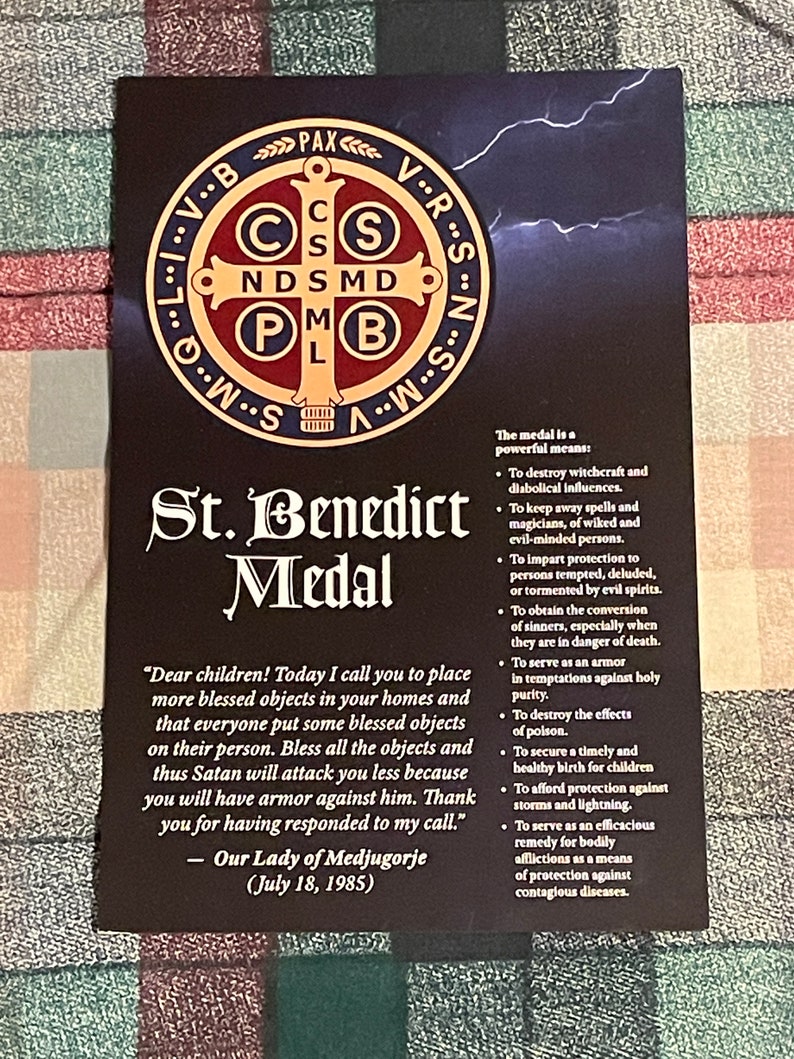 PAX
V··R··S··N··S··M··V··S··M··Q··L··I··V··B
C S
P B
C S S M L
N D S M D
St. Benedict
Medal
“Dear children! Today I call you to place
more blessed objects in your homes and
that everyone put some blessed objects
on their person. Bless all the objects and
thus Satan will attack you less because
you will have armor against him. Thank
you for having responded to my call.”
— Our Lady of Medjugorje
(July 18, 1985)
The medal is a
powerful means:
• To destroy witchcraft and
diabolical influences.
• To keep away spells and
magicians, of wiked and
evil-minded persons.
• To impart protection to
persons tempted, deluded,
or tormented by evil spirits.
• To obtain the conversion
of sinners, especially when
they are in danger of death.
• To serve as an armor
in temptations against holy
purity.
• To destroy the effects
of poison.
• To secure a timely and
healthy birth for children
• To afford protection against
storms and lightning.
• To serve as an efficacious
remedy for bodily
afflictions as a means
of protection against
contagious diseases.